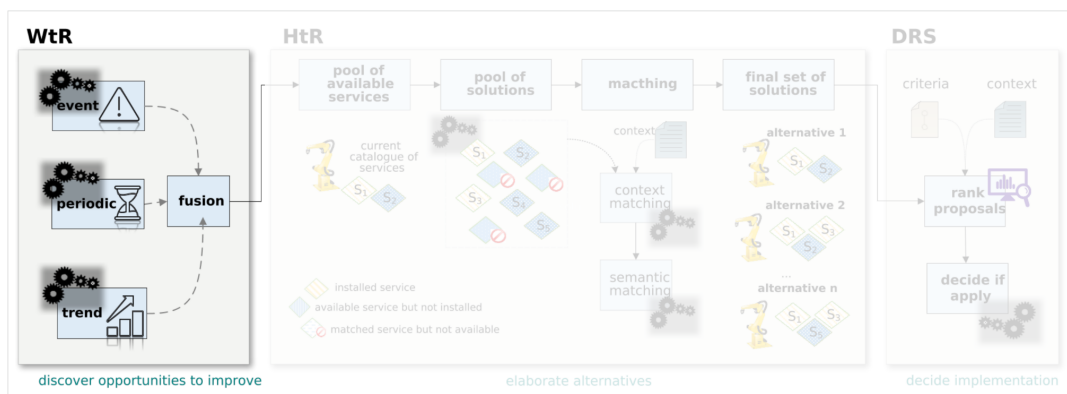 WtR
event
periodic
fusion
trend
discover opportunities to improve
HtR
pool of
available
services
pool of
solutions
macthing
final set of
solutions
current
catalogue of
services
S1
S2
S1
S2
S3
S4
S5
context
context
matching
semantic
matching
installed service
available service but not installed
matched service but not available
alternative 1
S1
S2
alternative 2
S1
S3
S2
...
alternative n
S1
S3
S5
elaborate alternatives
DRS
criteria
context
rank
proposals
decide if
apply
decide implementation